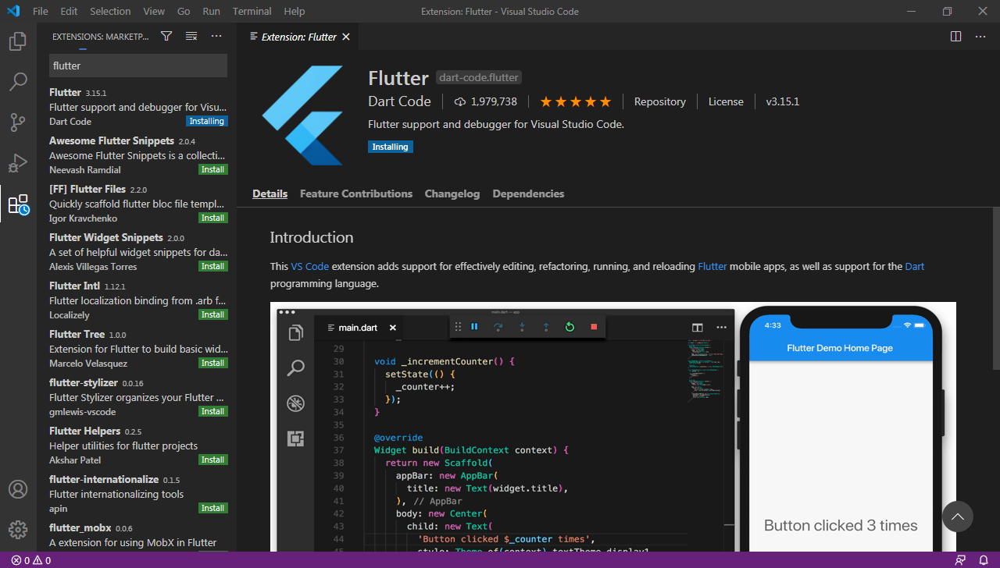 File Edit Selection View Go Run Terminal Help
Extension: Flutter - Visual Studio Code
EXTENSIONS: MARKETP...
flutter
Flutter 3.15.1
Flutter support and debugger for Visu...
Dart Code Installing
Awesome Flutter Snippets 2.0.4
Awesome Flutter Snippets is a collecti...
Neevash Ramdial Install
[FF] Flutter Files 2.2.0
Quickly scaffold flutter bloc file templ...
Igor Kravchenko Install
Flutter Widget Snippets 2.0.0
A set of helpful widget snippets for da...
Alexis Villegas Torres Install
Flutter Intl 1.12.1
Flutter localization binding from .arb f...
Localizely Install
Flutter Tree 1.0.0
Extension for Flutter to build basic wid...
Marcelo Velasquez Install
flutter-stylizer 0.0.16
Flutter Stylizer organizes your Flutter ...
gmlewis-vscode Install
Flutter Helpers 0.2.5
Helper utilities for flutter projects
Akshar Patel Install
flutter-internationalize 0.1.5
Flutter internationalizing tools
apin Install
flutter_mobx 0.0.6
A extension for using MobX in Flutter
Extension: Flutter
Flutter dart-code.flutter
Dart Code 1,979,738 Repository License v3.15.1
Flutter support and debugger for Visual Studio Code.
Installing
Details Feature Contributions Changelog Dependencies
Introduction
This VS Code extension adds support for effectively editing, refactoring, running, and reloading Flutter mobile apps, as well as support for the Dart
programming language.
main.dart — app
main.dart
29
30 void _incrementCounter() {
31 setState(() {
32 _counter++;
33 });
34 }
35
36 @override
37 Widget build(BuildContext context) {
38 return new Scaffold(
39 appBar: new AppBar(
40 title: new Text(widget.title),
41 ), // AppBar
42 body: new Center(
43 child: new Text(
44 'Button clicked $_counter times',
45 style: Theme.of(context).textTheme.display1
4:33
Flutter Demo Home Page
Button clicked 3 times
0 0